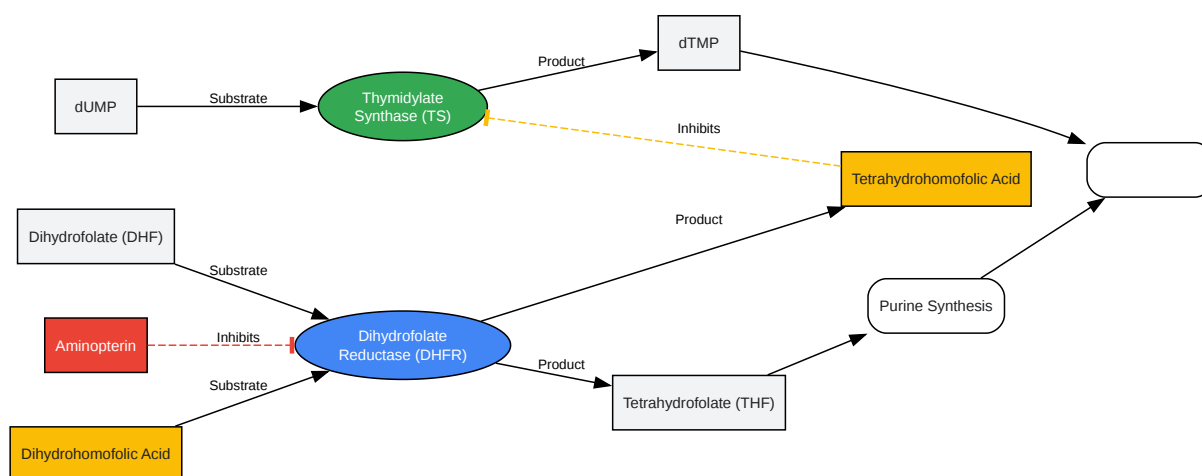 dTMP
Product
dUMP
Substrate
Thymidylate
Synthase (TS)
Inhibits
Tetrahydrohomofolic Acid
Product
Dihydrofolate (DHF)
Substrate
Purine Synthesis
Aminopterin
Inhibits
Dihydrofolate
Reductase (DHFR)
Product
Substrate
Tetrahydrofolate (THF)
Dihydrohomofolic Acid